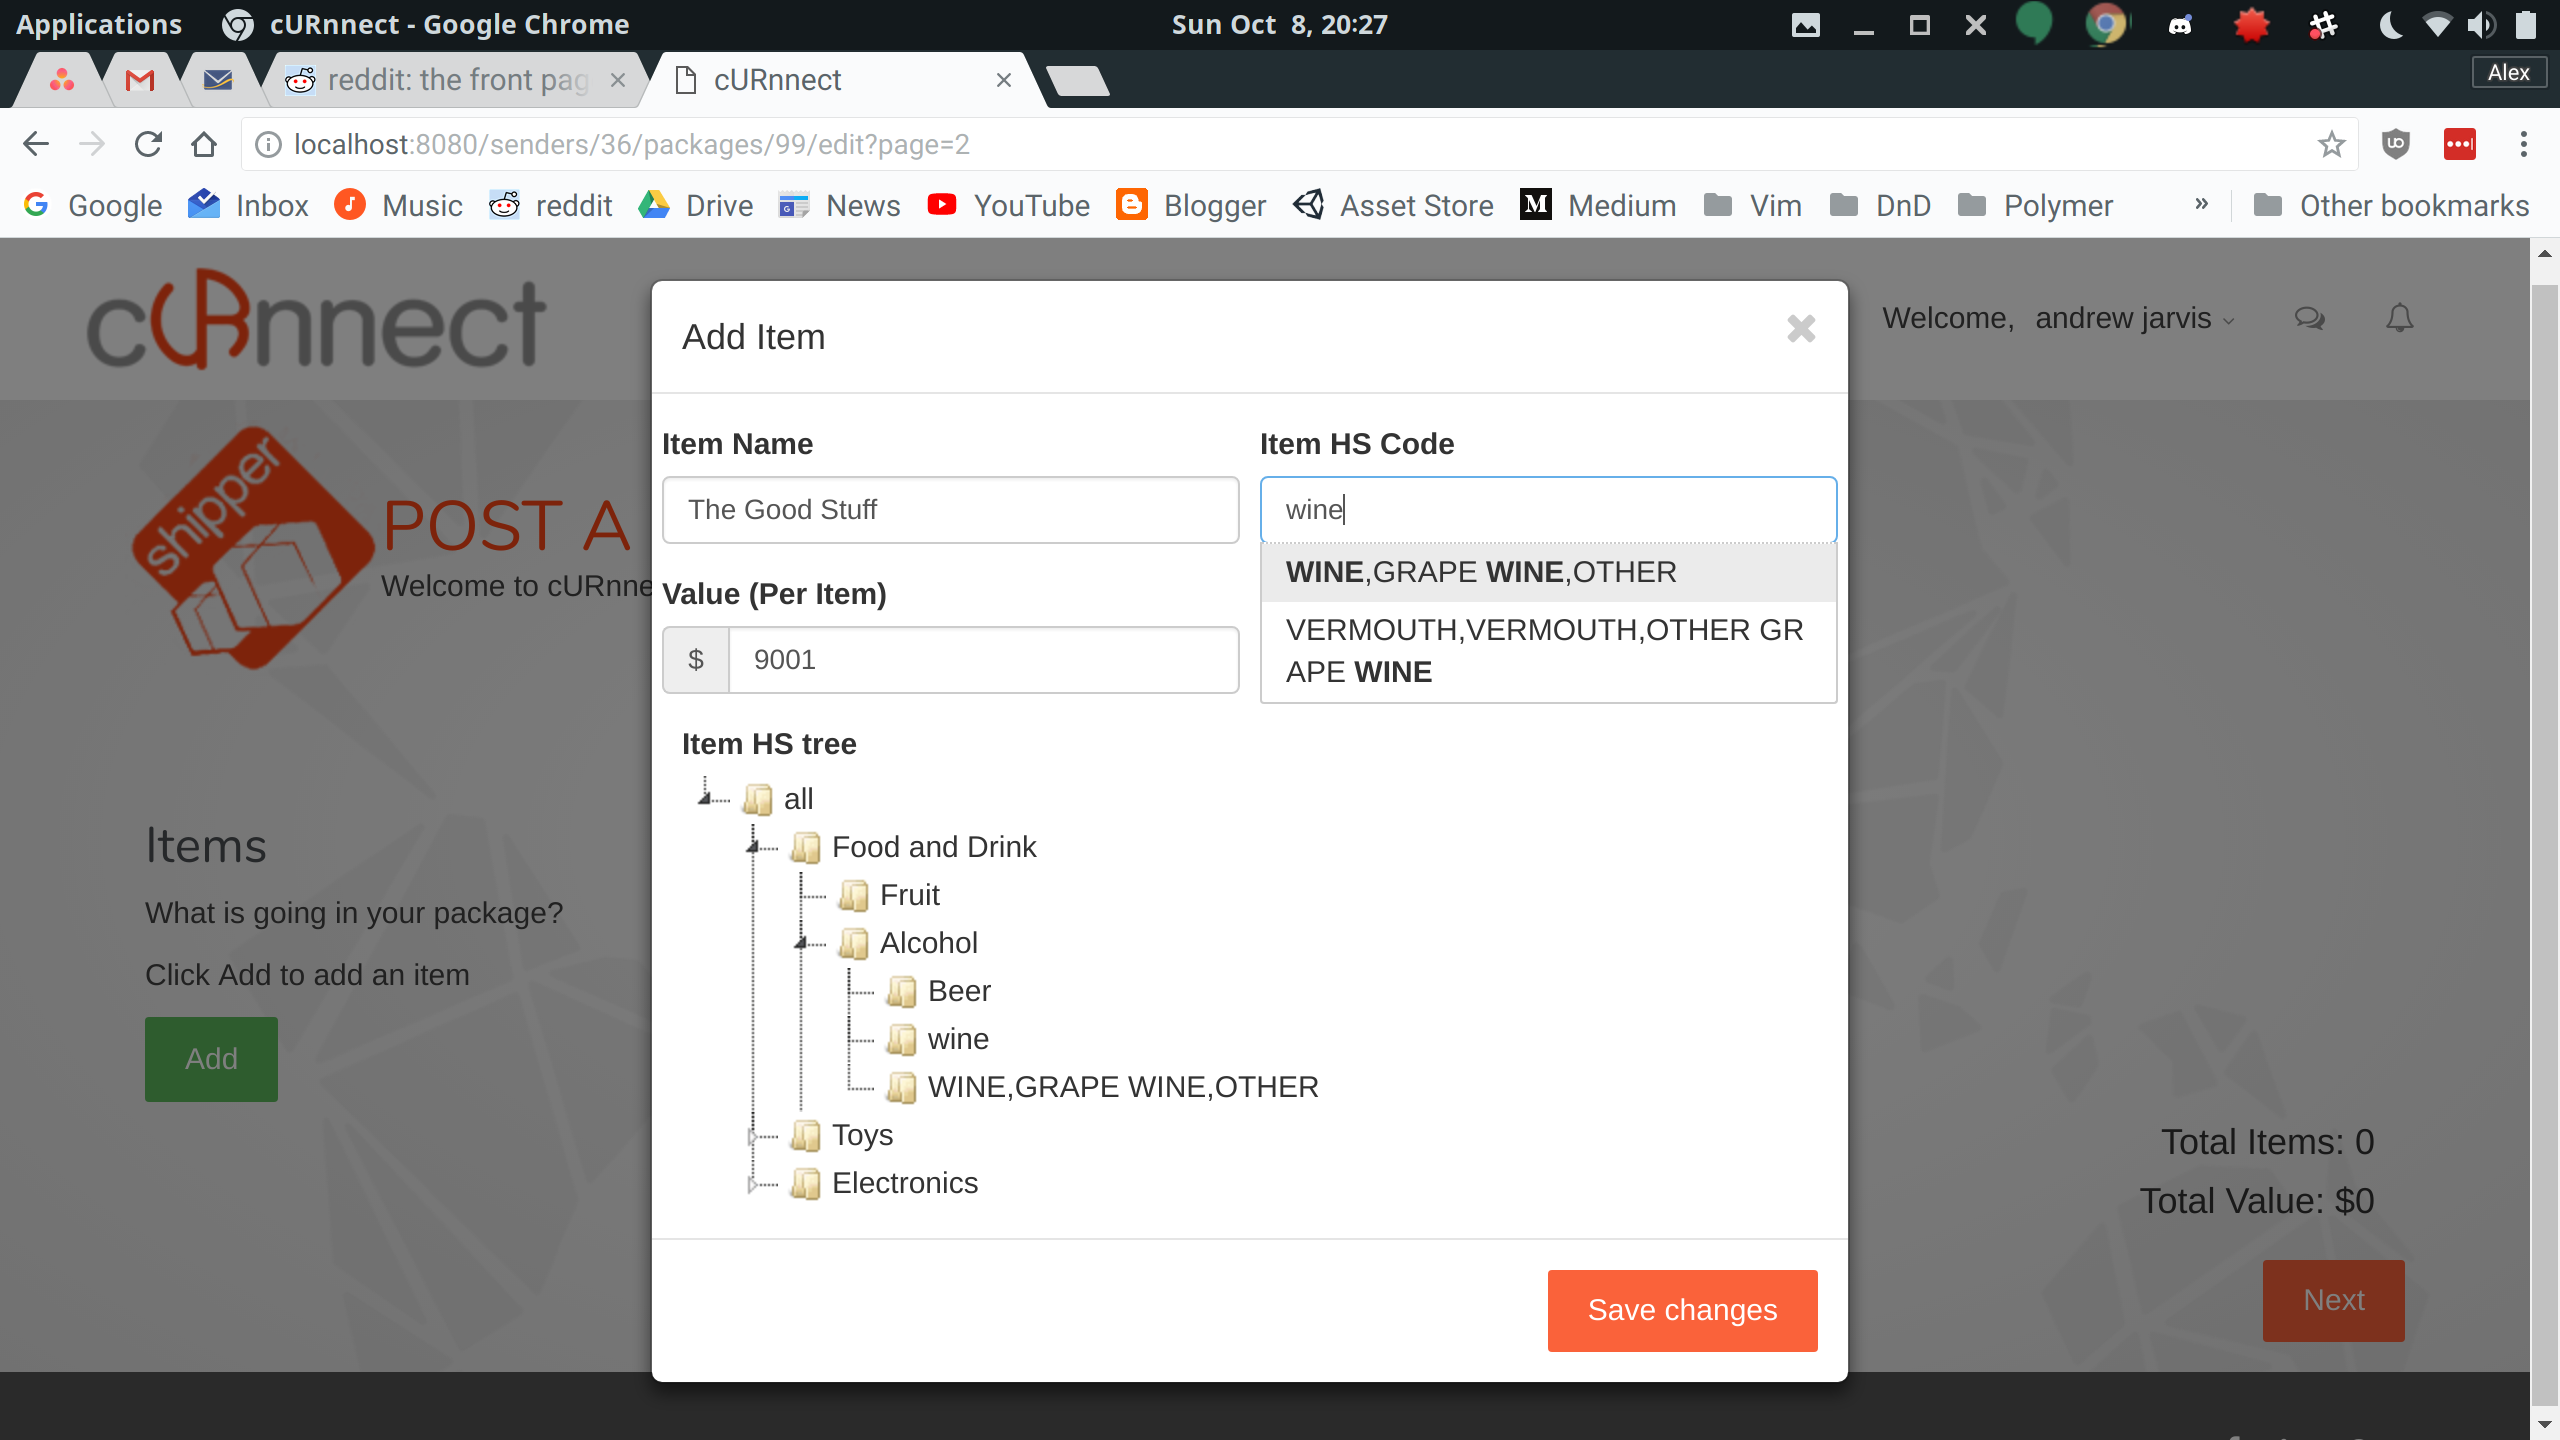 Applications cURnnect - Google Chrome Sun Oct 8, 20:27
reddit: the front pag cURnnect Alex
localhost:8080/senders/36/packages/99/edit?page=2
Google Inbox Music reddit Drive News YouTube Blogger Asset Store Medium Vim DnD Polymer » Other bookmarks
cURnnect
Welcome, andrew jarvis
shipper
POST A
Welcome to cURnne
Items
What is going in your package?
Click Add to add an item
Add
Add Item
Item Name
The Good Stuff
Item HS Code
wine
WINE,GRAPE WINE,OTHER
VERMOUTH,VERMOUTH,OTHER GR
APE WINE
Value (Per Item)
$ 9001
Item HS tree
all
Food and Drink
Fruit
Alcohol
Beer
wine
WINE,GRAPE WINE,OTHER
Toys
Electronics
Save changes
Total Items: 0
Total Value: $0
Next